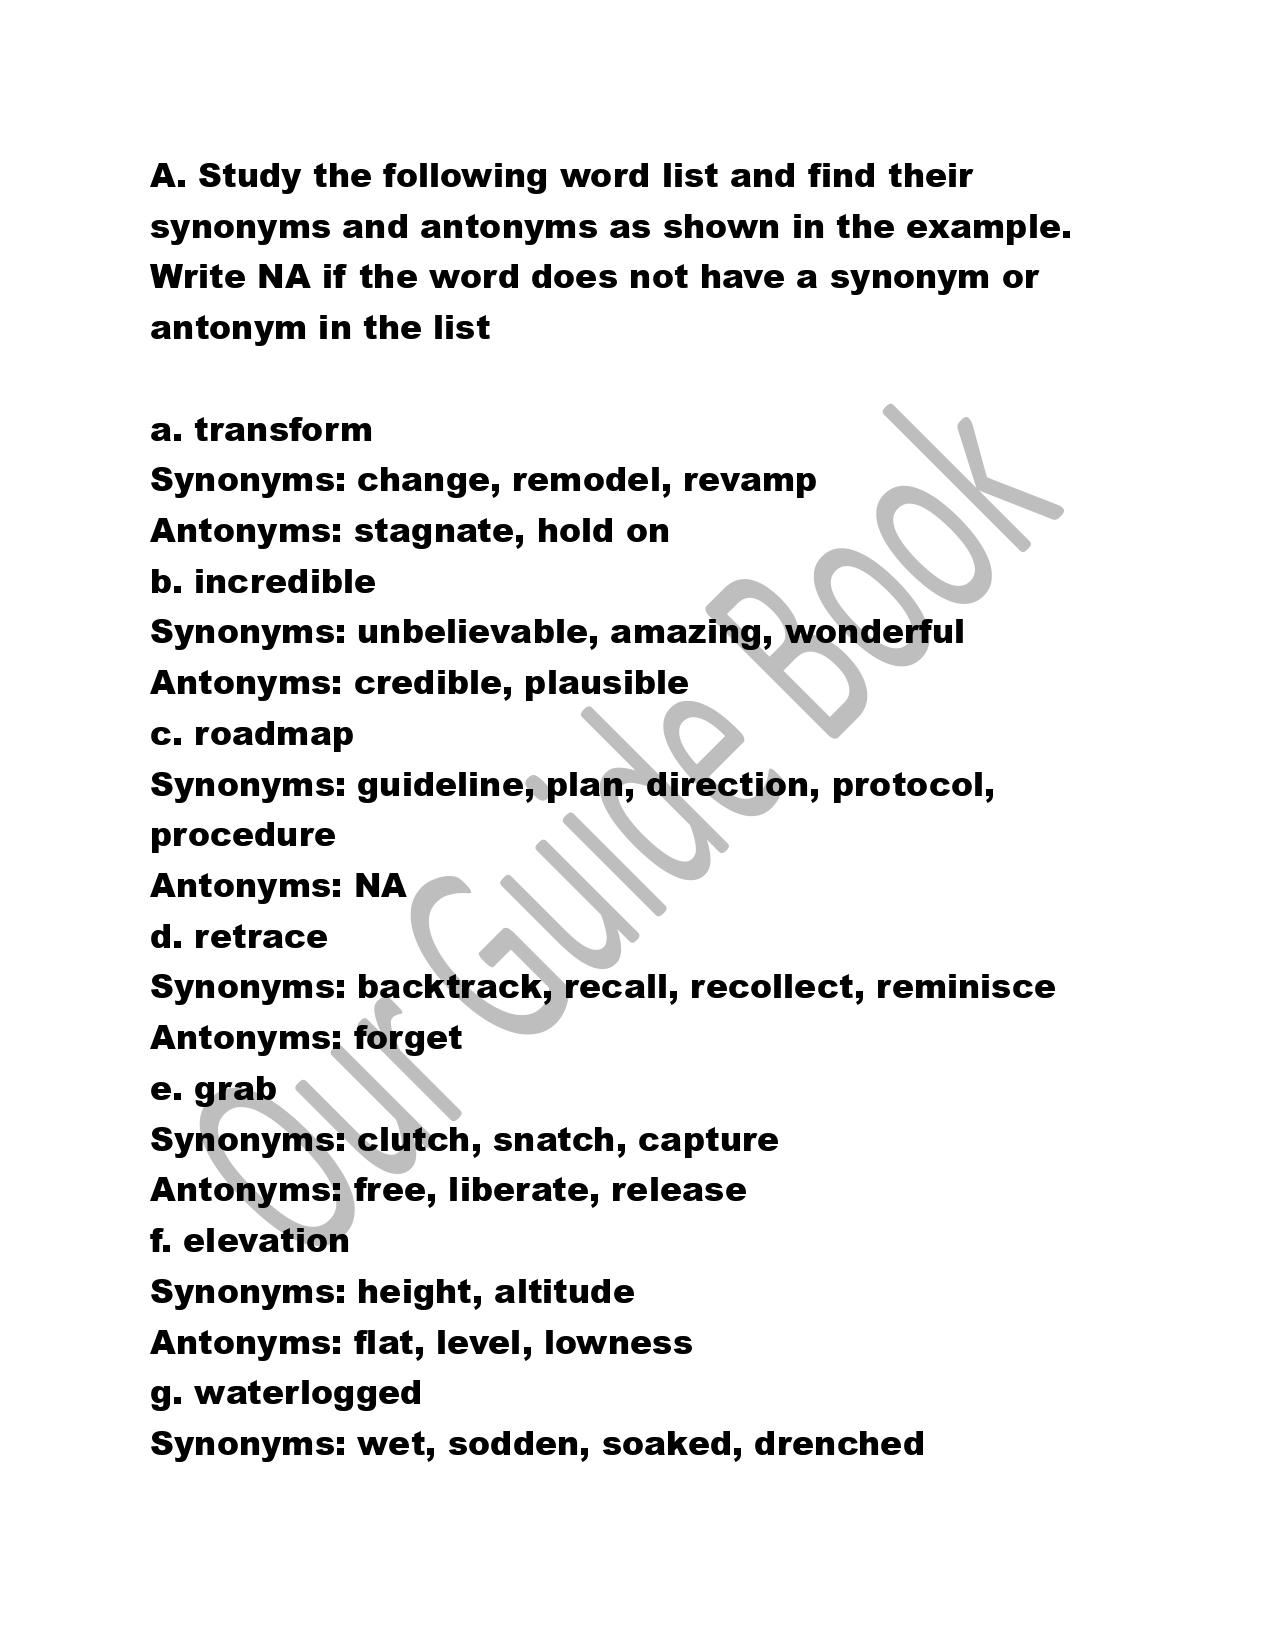 A. Study the following word list and find their
synonyms and antonyms as shown in the example.
Write NA if the word does not have a synonym or
antonym in the list
a. transform
Synonyms: change, remodel, revamp
Antonyms: stagnate, hold on
b. incredible
Synonyms: unbelievable, amazing, wonderful
Antonyms: credible, plausible
c. roadmap
Synonyms: guideline, plan, direction, protocol,
procedure
Antonyms: NA
d. retrace
Synonyms: backtrack, recall, recollect, reminisce
Antonyms: forget
e. grab
Synonyms: clutch, snatch, capture
Antonyms: free, liberate, release
f. elevation
Synonyms: height, altitude
Antonyms: flat, level, lowness
g. waterlogged
Synonyms: wet, sodden, soaked, drenched
Our Guide Book